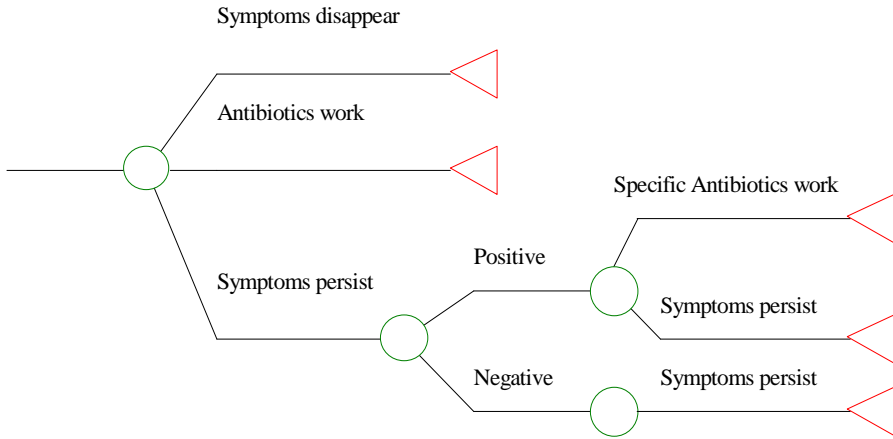 Symptoms disappear
Antibiotics work
Specific Antibiotics work
Positive
Symptoms persist
Symptoms persist
Negative
Symptoms persist